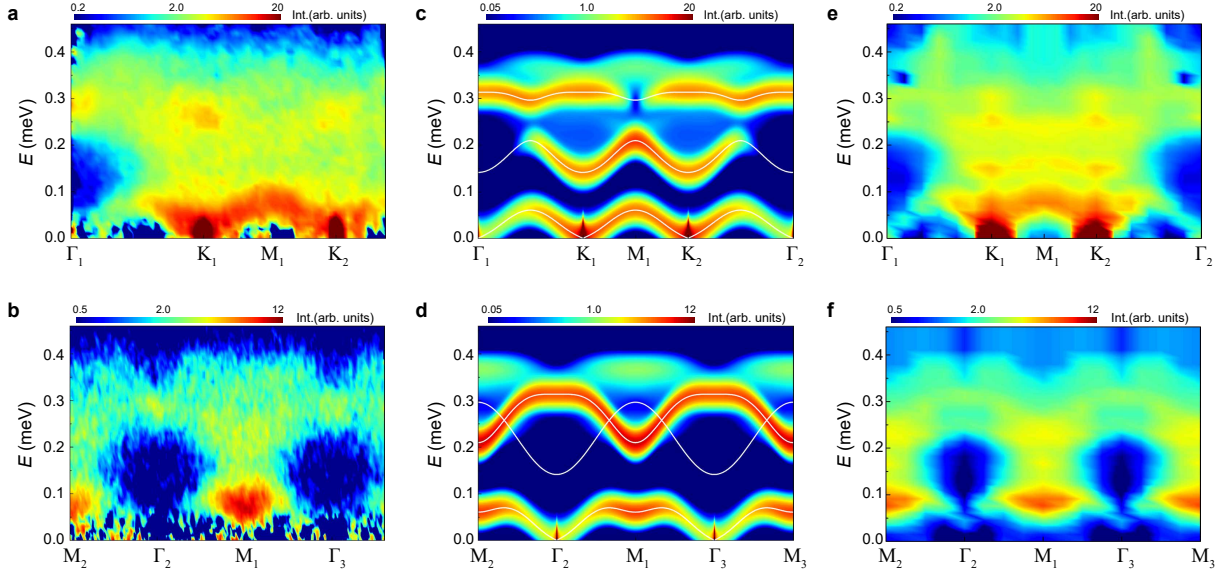 a 0.2 2.0 20 Int.(arb. units)
E (meV)
0.4
0.3
0.2
0.1
0.0
Γ1 K1 M1 K2
c 0.05 1.0 20 Int.(arb. units)
E (meV)
0.4
0.3
0.2
0.1
0.0
Γ1 K1 M1 K2 Γ2
e 0.2 2.0 20 Int.(arb. units)
E (meV)
0.4
0.3
0.2
0.1
0.0
Γ1 K1 M1 K2 Γ2
b 0.5 2.0 12 Int.(arb. units)
E (meV)
0.4
0.3
0.2
0.1
0.0
M2 Γ2 M1 Γ3
d 0.05 1.0 12 Int.(arb. units)
E (meV)
0.4
0.3
0.2
0.1
0.0
M2 Γ2 M1 Γ3 M3
f 0.5 2.0 12 Int.(arb. units)
E (meV)
0.4
0.3
0.2
0.1
0.0
M2 Γ2 M1 Γ3 M3